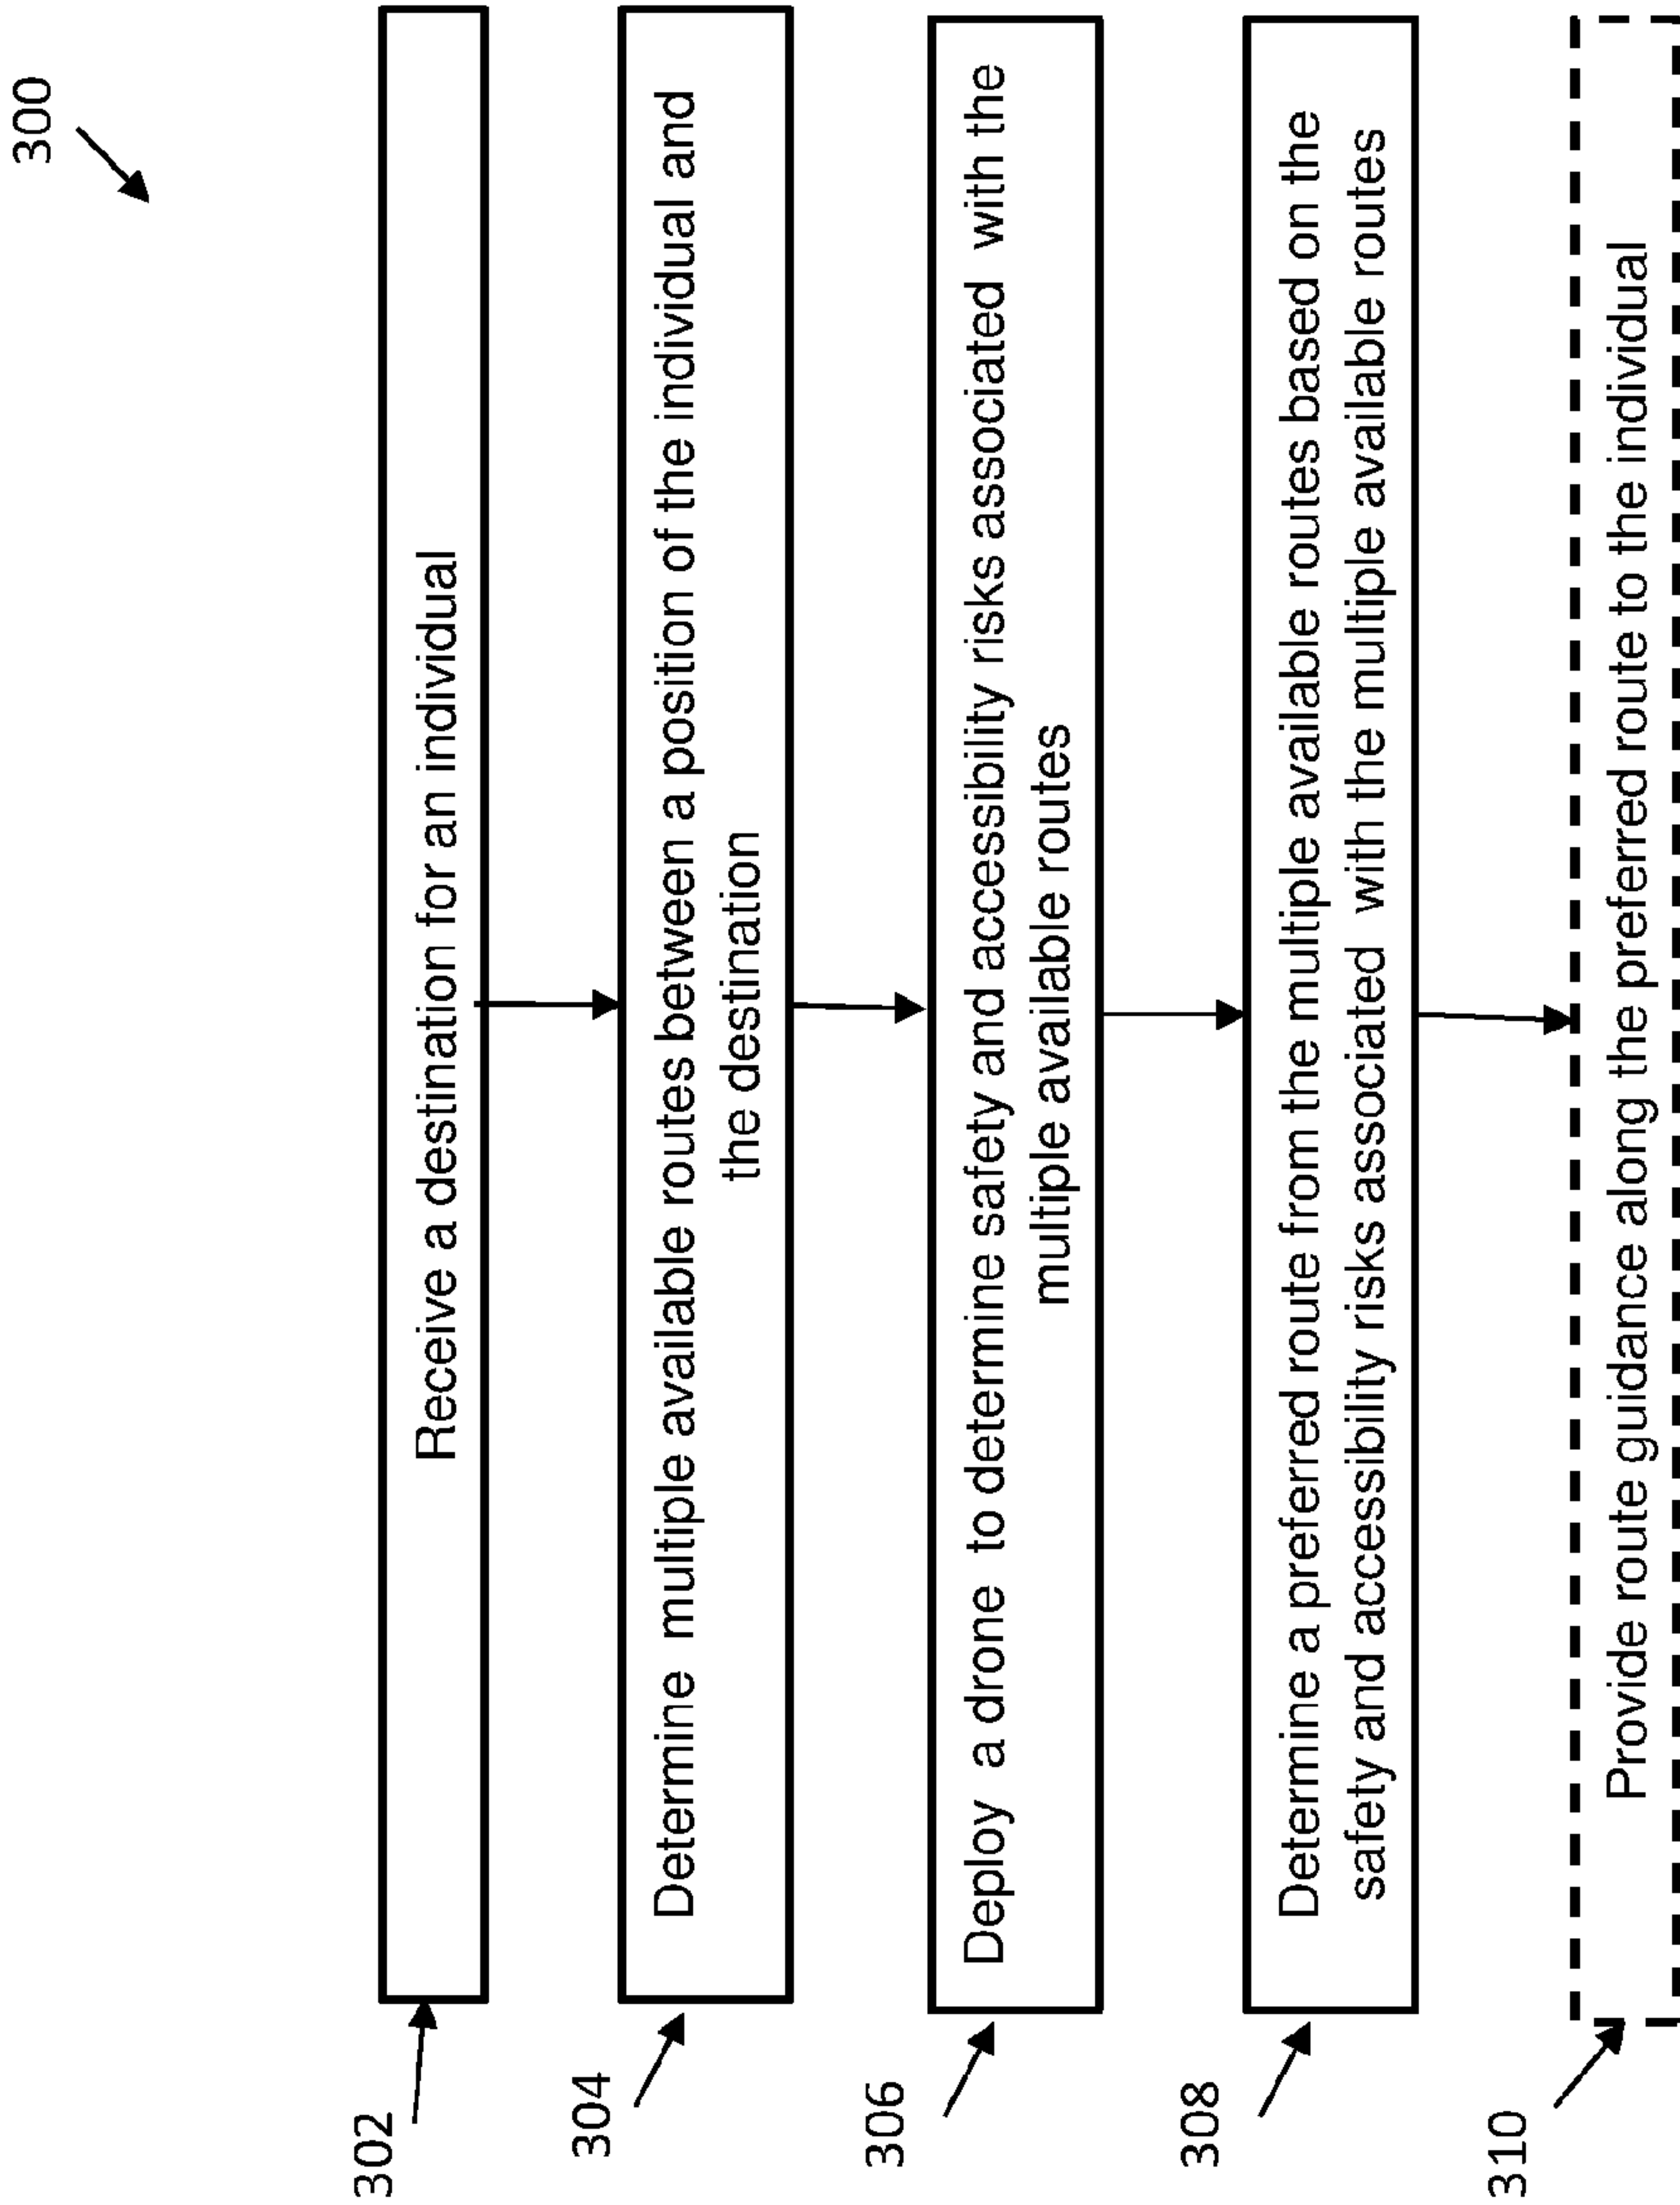 300
302
Receive a destination for an individual
304
Determine multiple available routes between a position of the individual and
the destination
306
Deploy a drone to determine safety and accessibility risks associated with the
multiple available routes
308
Determine a preferred route from the multiple available routes based on the
safety and accessibility risks associated with the multiple available routes
310
Provide route guidance along the preferred route to the individual